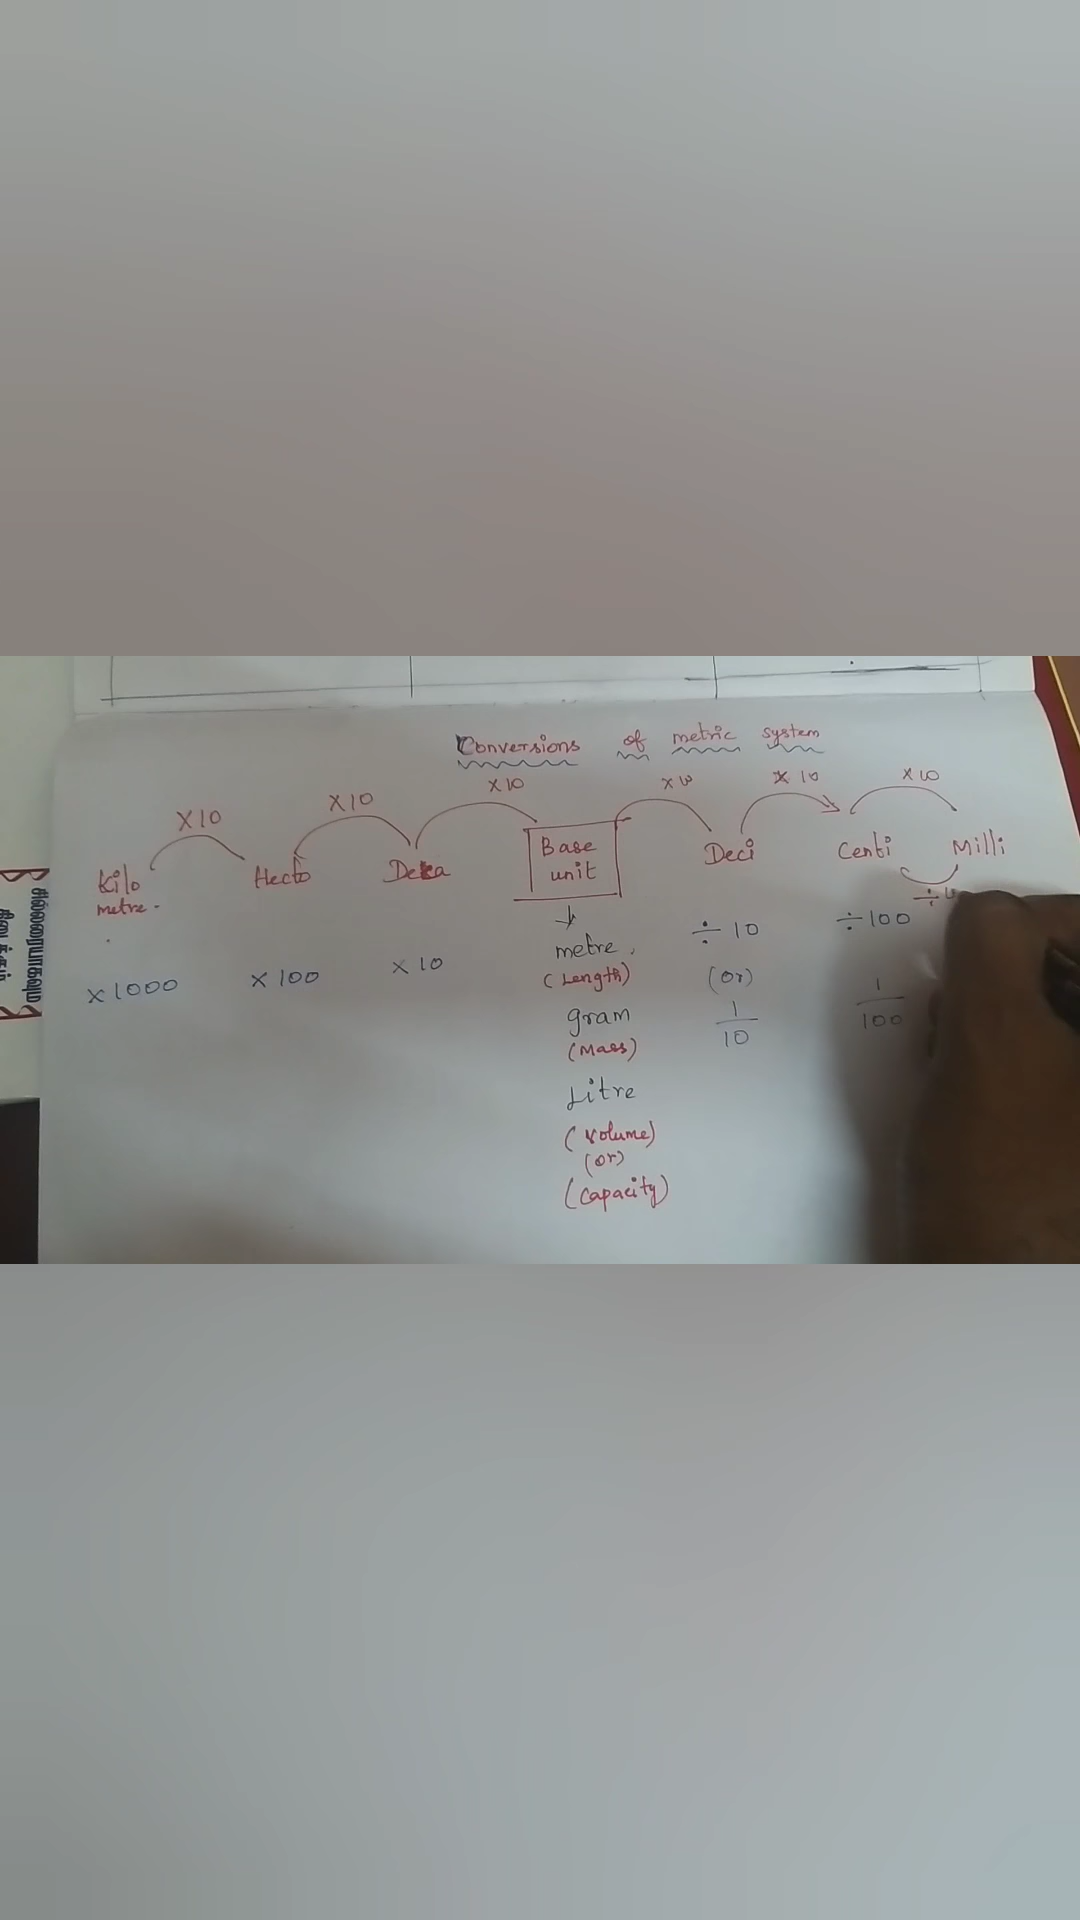 Conversions of metric system
X10 X10 X10 X10 X10 X10
Kilo Hecto Deka Base unit Deci Centi Milli
metre.
÷
metre.
÷10
÷100
(Length)
x1000 x100 x10
(or)
gram
1/10
1/100
(Mass)
Litre
(volume)
(or)
(capacity)